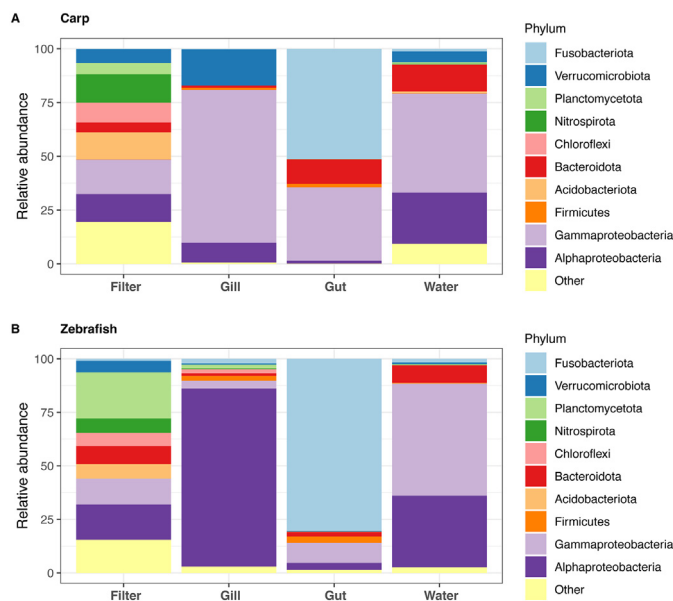 A Carp
Relative abundance
100
75
50
25
0
Filter Gill Gut Water
Phylum
Fusobacteriota
Verrucomicrobiota
Planctomycetota
Nitrospirota
Chloroflexi
Bacteroidota
Acidobacteriota
Firmicutes
Gammaproteobacteria
Alphaproteobacteria
Other
B Zebrafish
Relative abundance
100
75
50
25
0
Filter Gill Gut Water
Phylum
Fusobacteriota
Verrucomicrobiota
Planctomycetota
Nitrospirota
Chloroflexi
Bacteroidota
Acidobacteriota
Firmicutes
Gammaproteobacteria
Alphaproteobacteria
Other